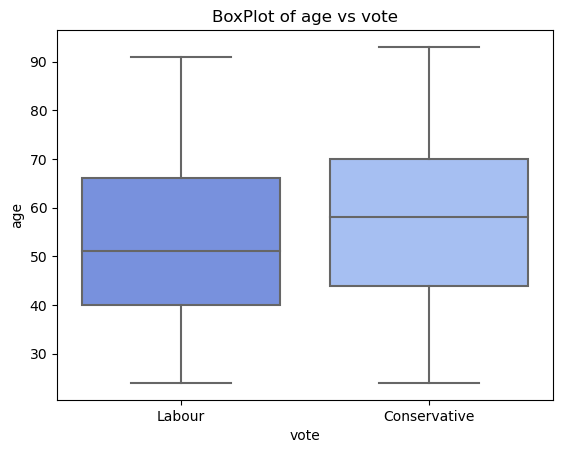 BoxPlot of age vs vote
90
80
70
60
50
40
30
age
Labour
Conservative
vote